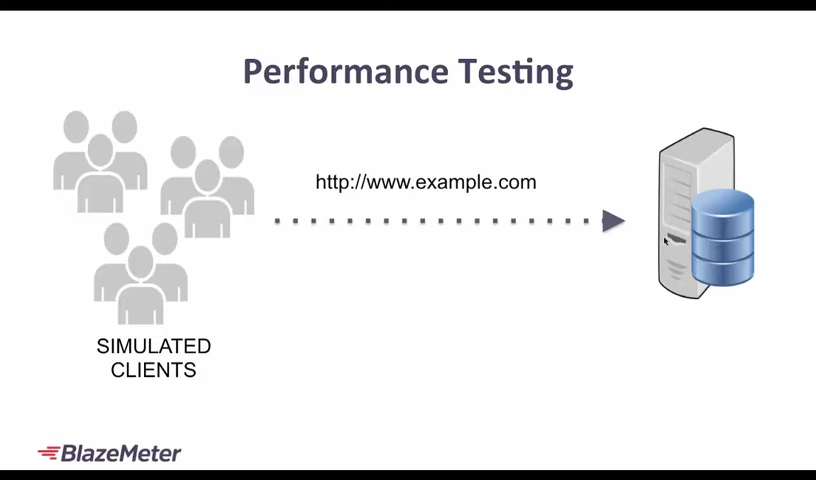 Performance Testing
http://www.example.com
SIMULATED
CLIENTS
BlazeMeter